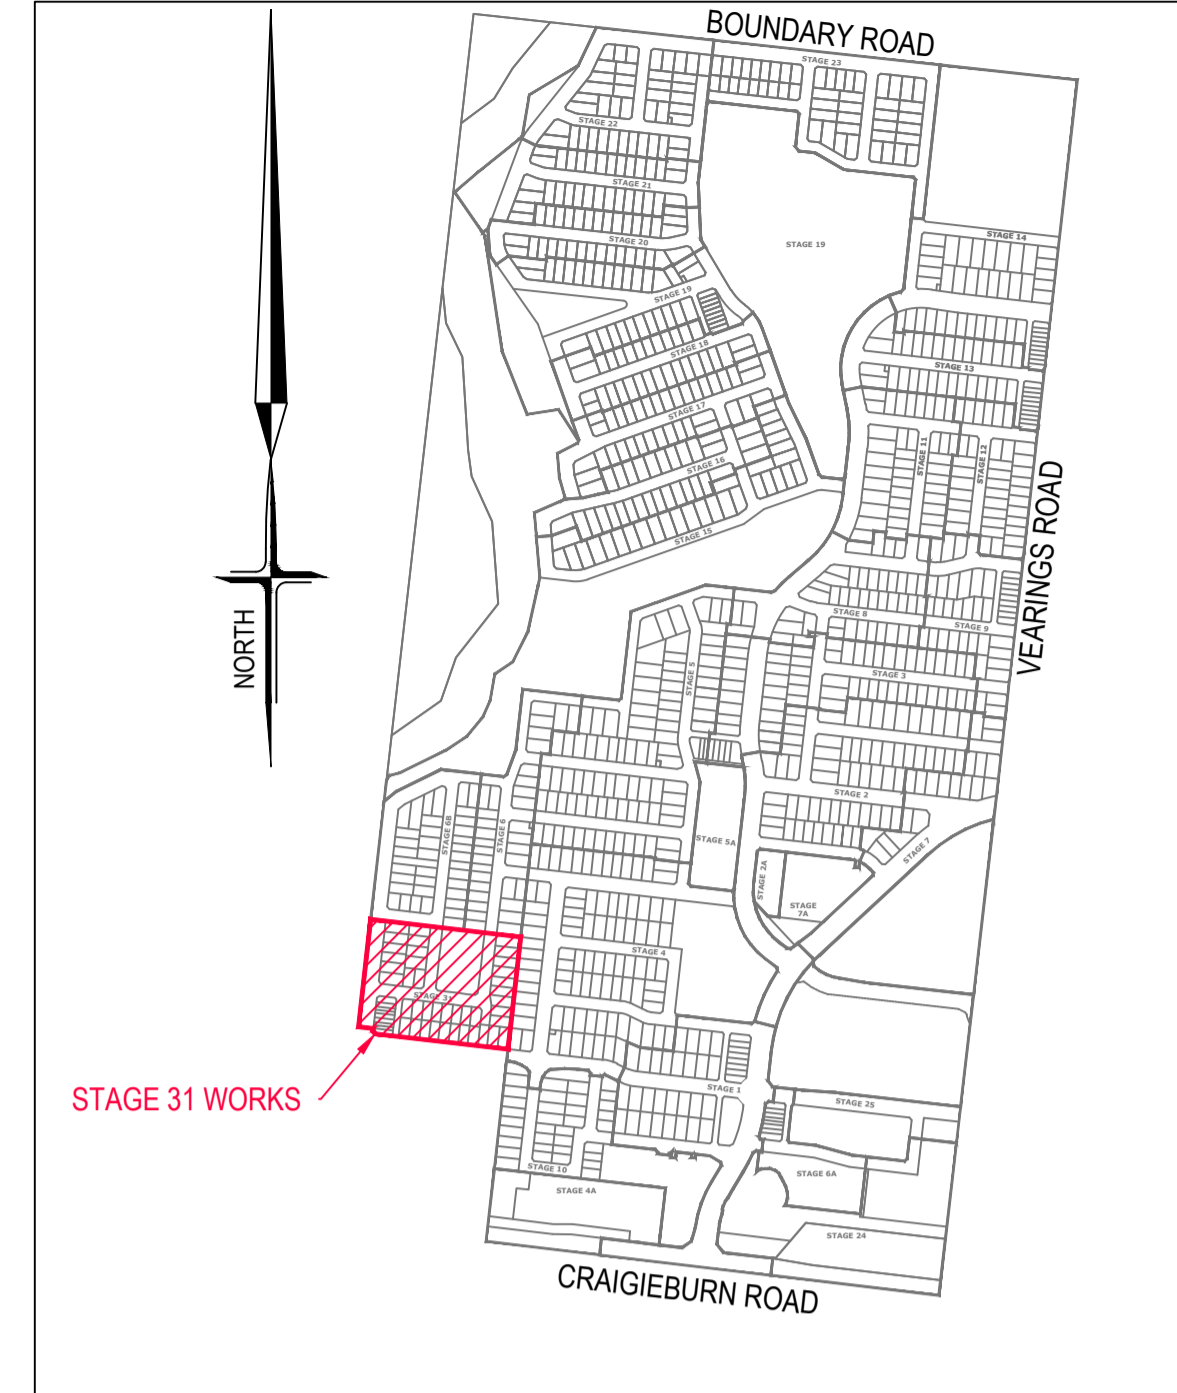 BOUNDARY ROAD
STAGE 23
STAGE 22
STAGE 21
STAGE 14
STAGE 20
STAGE 19
STAGE 19
STAGE 18
STAGE 13
STAGE 17
STAGE 11
STAGE 12
STAGE 16
STAGE 15
VEARINGS ROAD
STAGE 8
STAGE 9
NORTH
STAGE 5
STAGE 3
STAGE 2
STAGE 6B
STAGE 6
STAGE 5A
STAGE 7
STAGE 2A
STAGE
7A
STAGE 4
STAGE 31
STAGE 31 WORKS
STAGE 1
STAGE 25
STAGE 10
STAGE 4A
STAGE 6A
STAGE 24
CRAIGIEBURN ROAD